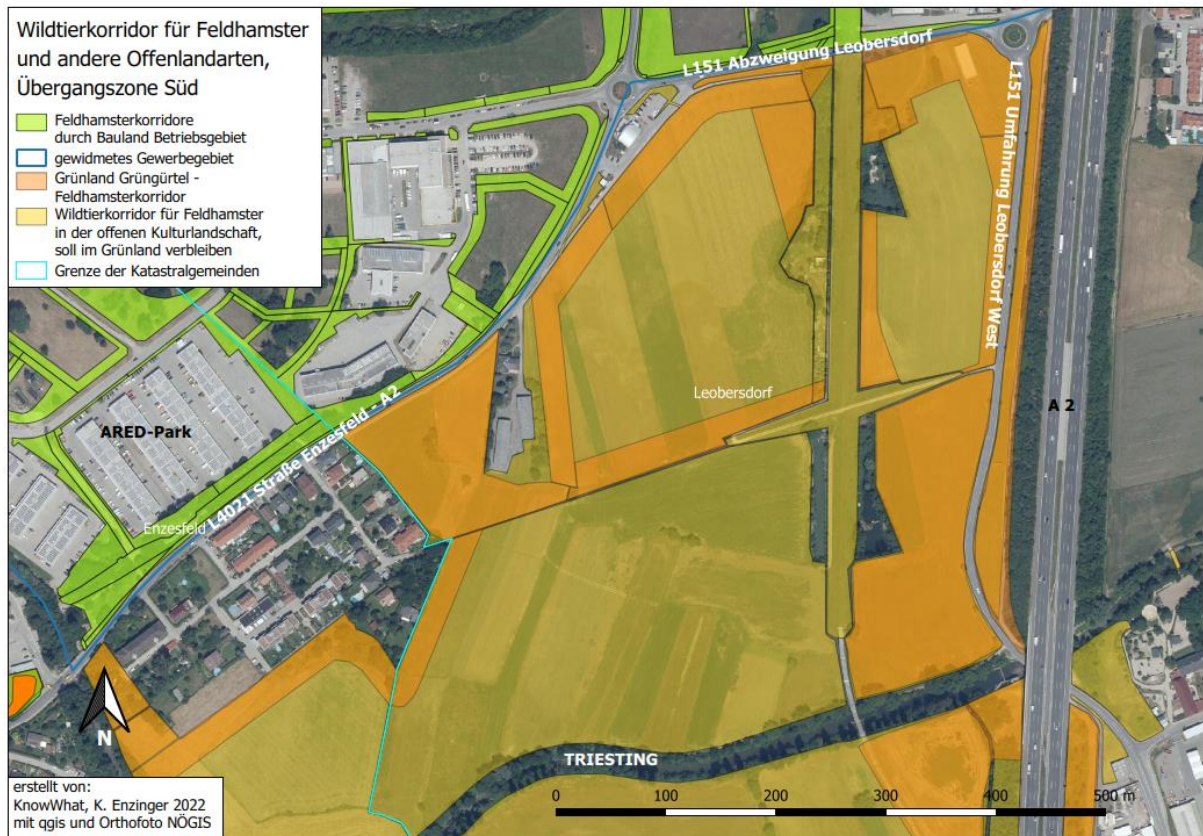 Wildtierkorridor für Feldhamster
und andere Offenlandarten,
Übergangszone Süd
Feldhamsterkorridore
durch Bauland Betriebsgebiet
gewidmetes Gewerbegebiet
Grünland Grüngürtel -
Feldhamsterkorridor
Wildtierkorridor für Feldhamster
in der offenen Kulturlandschaft,
soll im Grünland verbleiben
Grenze der Katastralgemeinden
L151 Abzweigung Leobersdorf
L151 Umfahrung Leobersdorf West
Leobersdorf
A 2
ARED-Park
L4021 Straße Enzesfeld - A2
Enzesfeld
N
TRIESTING
erstellt von:
KnowWhat, K. Enzinger 2022
mit qgis und Orthofoto NÖGIS
0 100 200 300 400 500 m